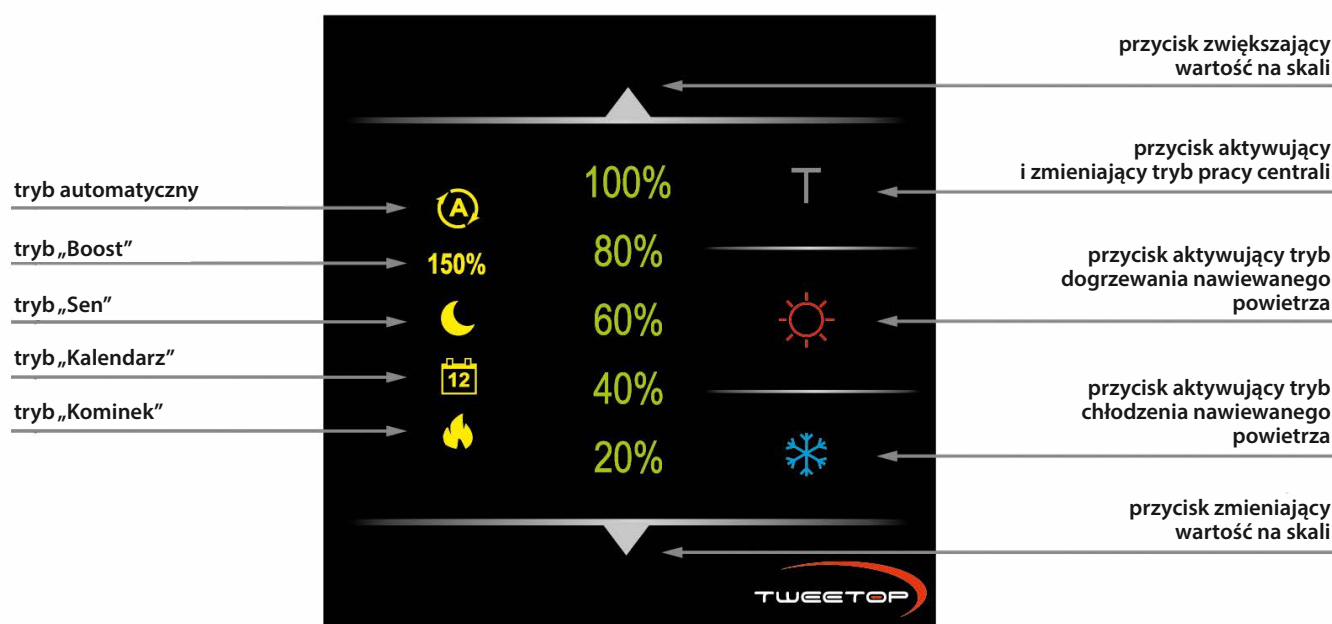 przycisk zwiększający
wartość na skali
przycisk aktywujący
i zmieniający tryb pracy centrali
przycisk aktywujący tryb
dogrzewania nawiewanego
powietrza
przycisk aktywujący tryb
chłodzenia nawiewanego
powietrza
przycisk zmieniający
wartość na skali
tryb automatyczny
tryb „Boost”
tryb „Sen”
tryb „Kalendarz”
tryb „Kominek”
A
150%
12
100%
80%
60%
40%
20%
T
TWEETOP